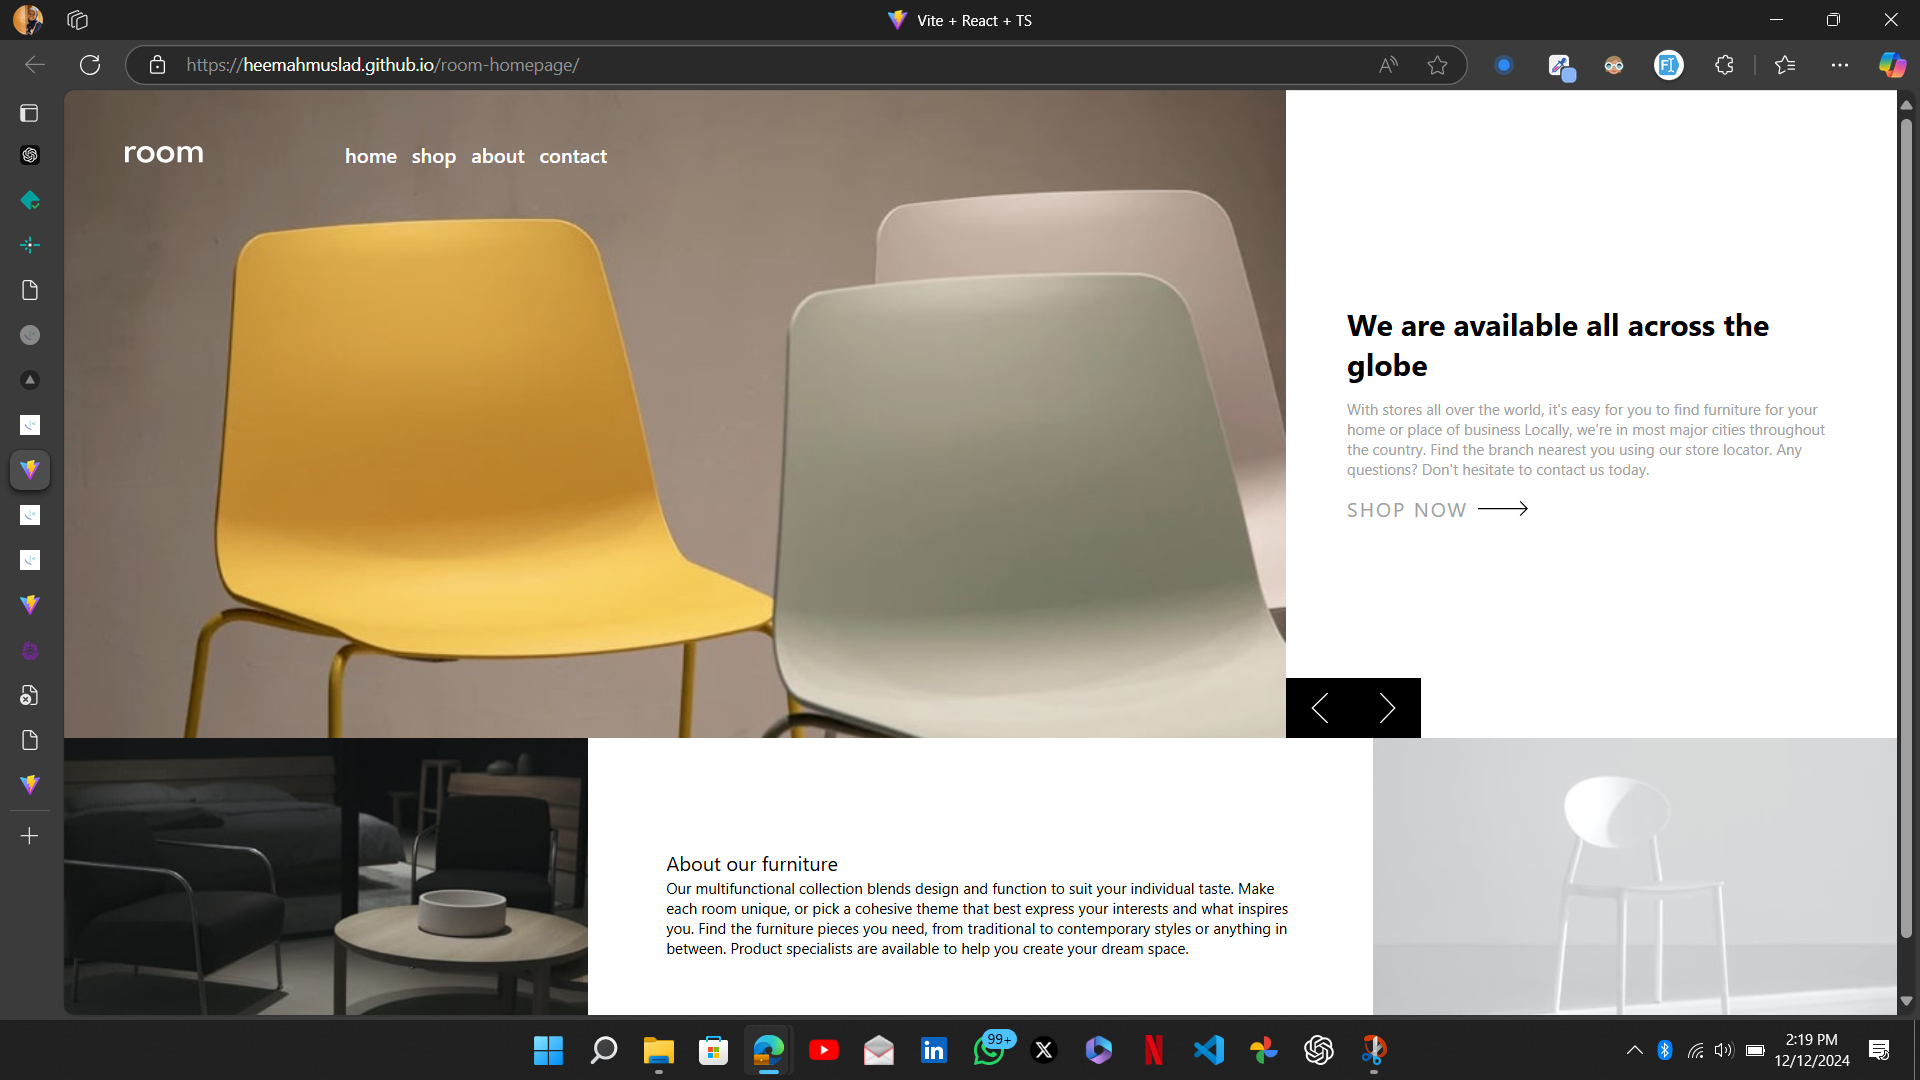 Vite + React + TS
https://heemahmuslad.github.io/room-homepage/
room
home shop about contact
We are available all across the
globe
With stores all over the world, it's easy for you to find furniture for your
home or place of business Locally, we’re in most major cities throughout
the country. Find the branch nearest you using our store locator. Any
questions? Don't hesitate to contact us today.
SHOP NOW
About our furniture
Our multifunctional collection blends design and function to suit your individual taste. Make
each room unique, or pick a cohesive theme that best express your interests and what inspires
you. Find the furniture pieces you need, from traditional to contemporary styles or anything in
between. Product specialists are available to help you create your dream space.
99+
2:19 PM
12/12/2024